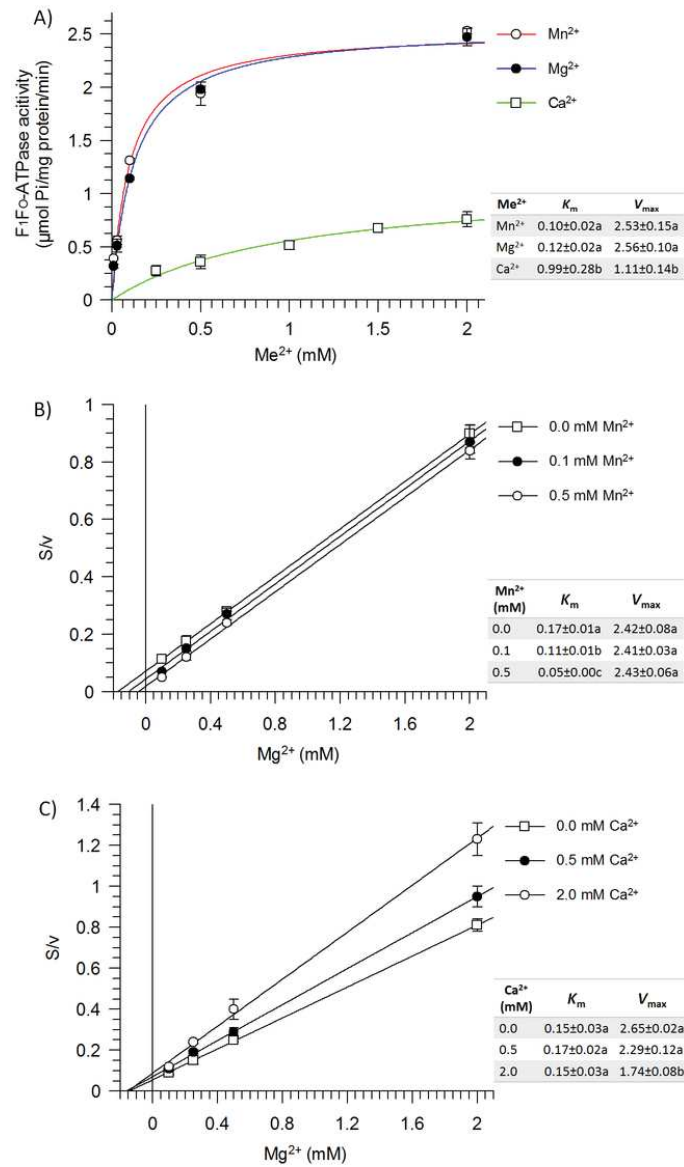 A)
F1FO-ATPase acitivity
(µmol Pi/mg protein/min)
2.5
2
1.5
1
0.5
0
0 0.5 1 1.5 2
Me²⁺ (mM)
Mn²⁺
Mg²⁺
Ca²⁺
Me²⁺ Km Vmax
Mn²⁺ 0.10±0.02a 2.53±0.15a
Mg²⁺ 0.12±0.02a 2.56±0.10a
Ca²⁺ 0.99±0.28b 1.11±0.14b
B)
S/v
1
0.8
0.6
0.4
0.2
0
0 0.4 0.8 1.2 1.6 2
Mg²⁺ (mM)
0.0 mM Mn²⁺
0.1 mM Mn²⁺
0.5 mM Mn²⁺
Mn²⁺
(mM) Km Vmax
0.0 0.17±0.01a 2.42±0.08a
0.1 0.11±0.01b 2.41±0.03a
0.5 0.05±0.00c 2.43±0.06a
C)
S/v
1.4
1.2
1
0.8
0.6
0.4
0.2
0
0 0.4 0.8 1.2 1.6 2
Mg²⁺ (mM)
0.0 mM Ca²⁺
0.5 mM Ca²⁺
2.0 mM Ca²⁺
Ca²⁺
(mM) Km Vmax
0.0 0.15±0.03a 2.65±0.02a
0.5 0.17±0.02a 2.29±0.12a
2.0 0.15±0.03a 1.74±0.08b